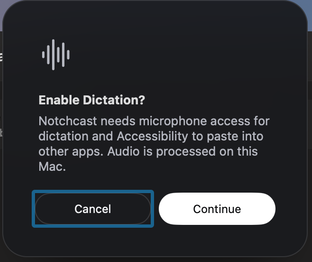 Enable Dictation?
Notchcast needs microphone access for
dictation and Accessibility to paste into
other apps. Audio is processed on this
Mac.
Cancel Continue